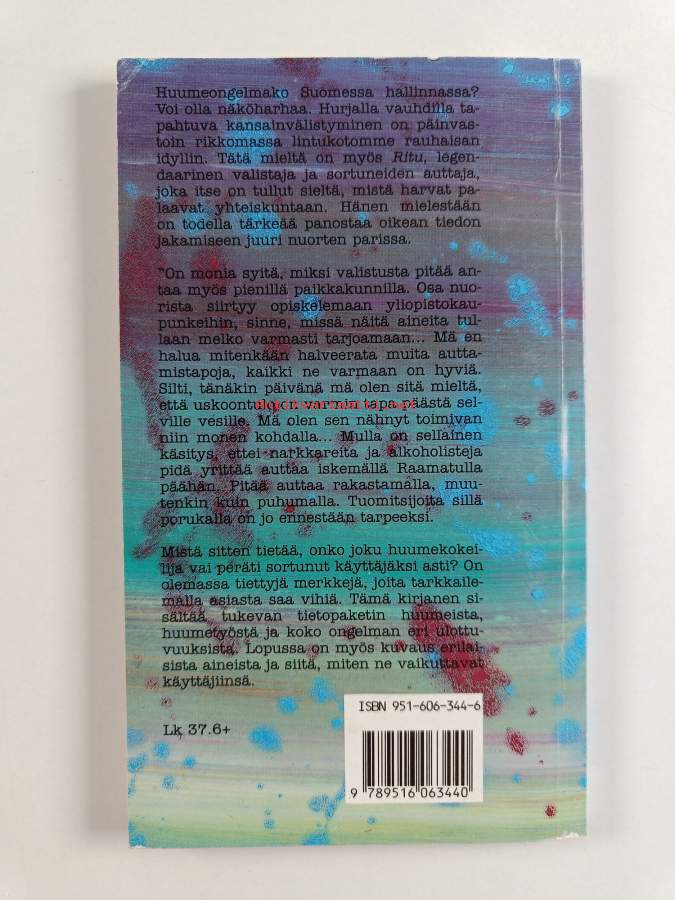 Huumeongelmako Suomessa hallinnassa?
Voi olla näköharhaa. Hurjalla vauhdilla ta-
pahtuva kansainvälistyminen on päinvas-
toin rikkomassa lintukotomme rauhaisan
idyllin. Tätä mieltä on myös Ritu, legen-
daarinen valistaja ja sortuneiden auttaja,
joka itse on tullut sieltä, mistä harvat pa-
laavat yhteiskuntaan. Hänen mielestään
on todella tärkeää panostaa oikean tiedon
jakamiseen juuri nuorten parissa.
"On monia syitä, miksi valistusta pitää an-
taa myös pienillä paikkakunnilla. Osa nuo-
rista siirtyy opiskelemaan yliopistokau-
punkeihin, sinne, missä näitä aineita tul-
laan melko varmasti tarjoamaan... Mä en
halua mitenkään halveerata muita autta-
mistapoja, kaikki ne varmaan on hyviä.
Silti, tänäkin päivänä mä olen sitä mieltä,
että uskoontulo on varmin tapa päästä sel-
ville vesille. Mä olen sen nähnyt toimivan
niin monen kohdalla... Mulla on sellainen
käsitys, ettei narkkareita ja alkoholisteja
pidä yrittää auttaa iskemällä Raamatulla
päähän. Pitää auttaa rakastamalla, muu-
tenkin kuin puhumalla. Tuomitsijoita sillä
porukalla on jo ennestään tarpeeksi.
Mistä sitten tietää, onko joku huumekokei-
lija vai peräti sortunut käyttäjäksi asti? On
olemassa tiettyjä merkkejä, joita tarkkaile-
malla asiasta saa vihiä. Tämä kirjanen si-
sältää tukevan tietopaketin huumeista,
huumetyöstä ja koko ongelman eri ulottu-
vuuksista. Lopussa on myös kuvaus erilai-
sista aineista ja siitä, miten ne vaikuttavat
käyttäjiinsä.
Lk 37.6+
ISBN 951-606-344-6
9 789516 063440